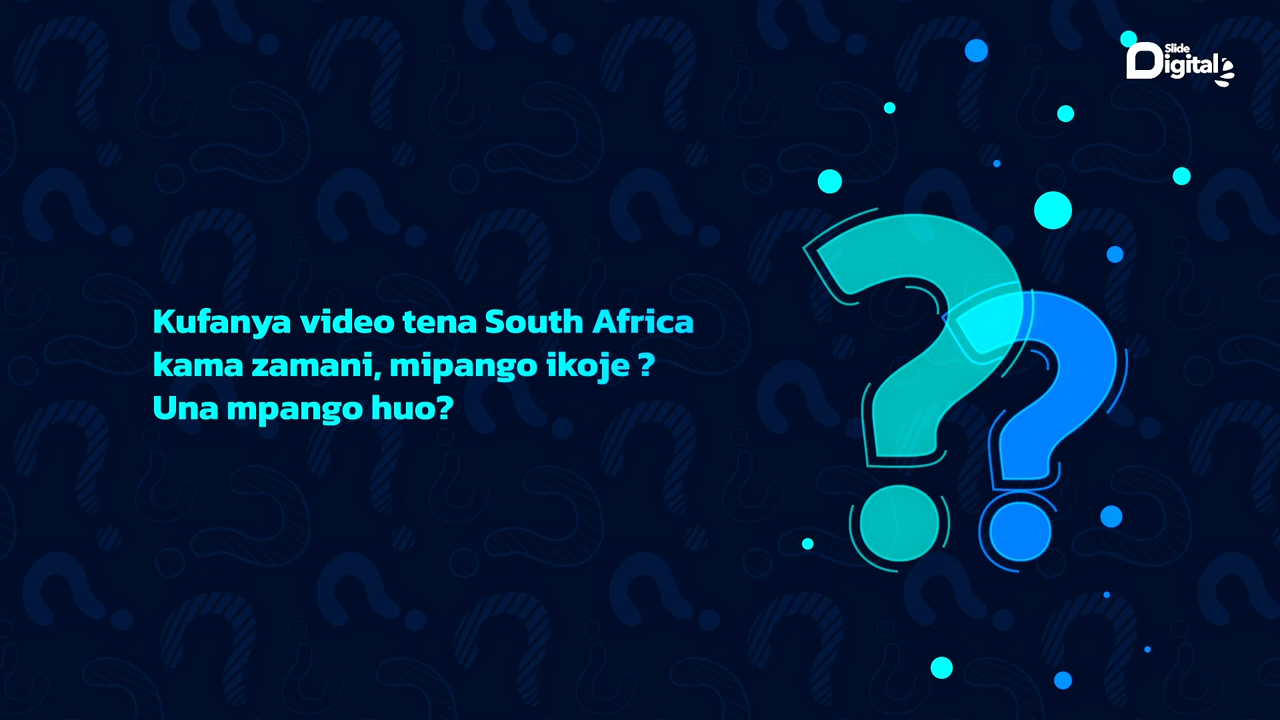 Slide
Digital
Kufanya video tena South Africa
kama zamani, mipango ikoje ?
Una mpango huo?